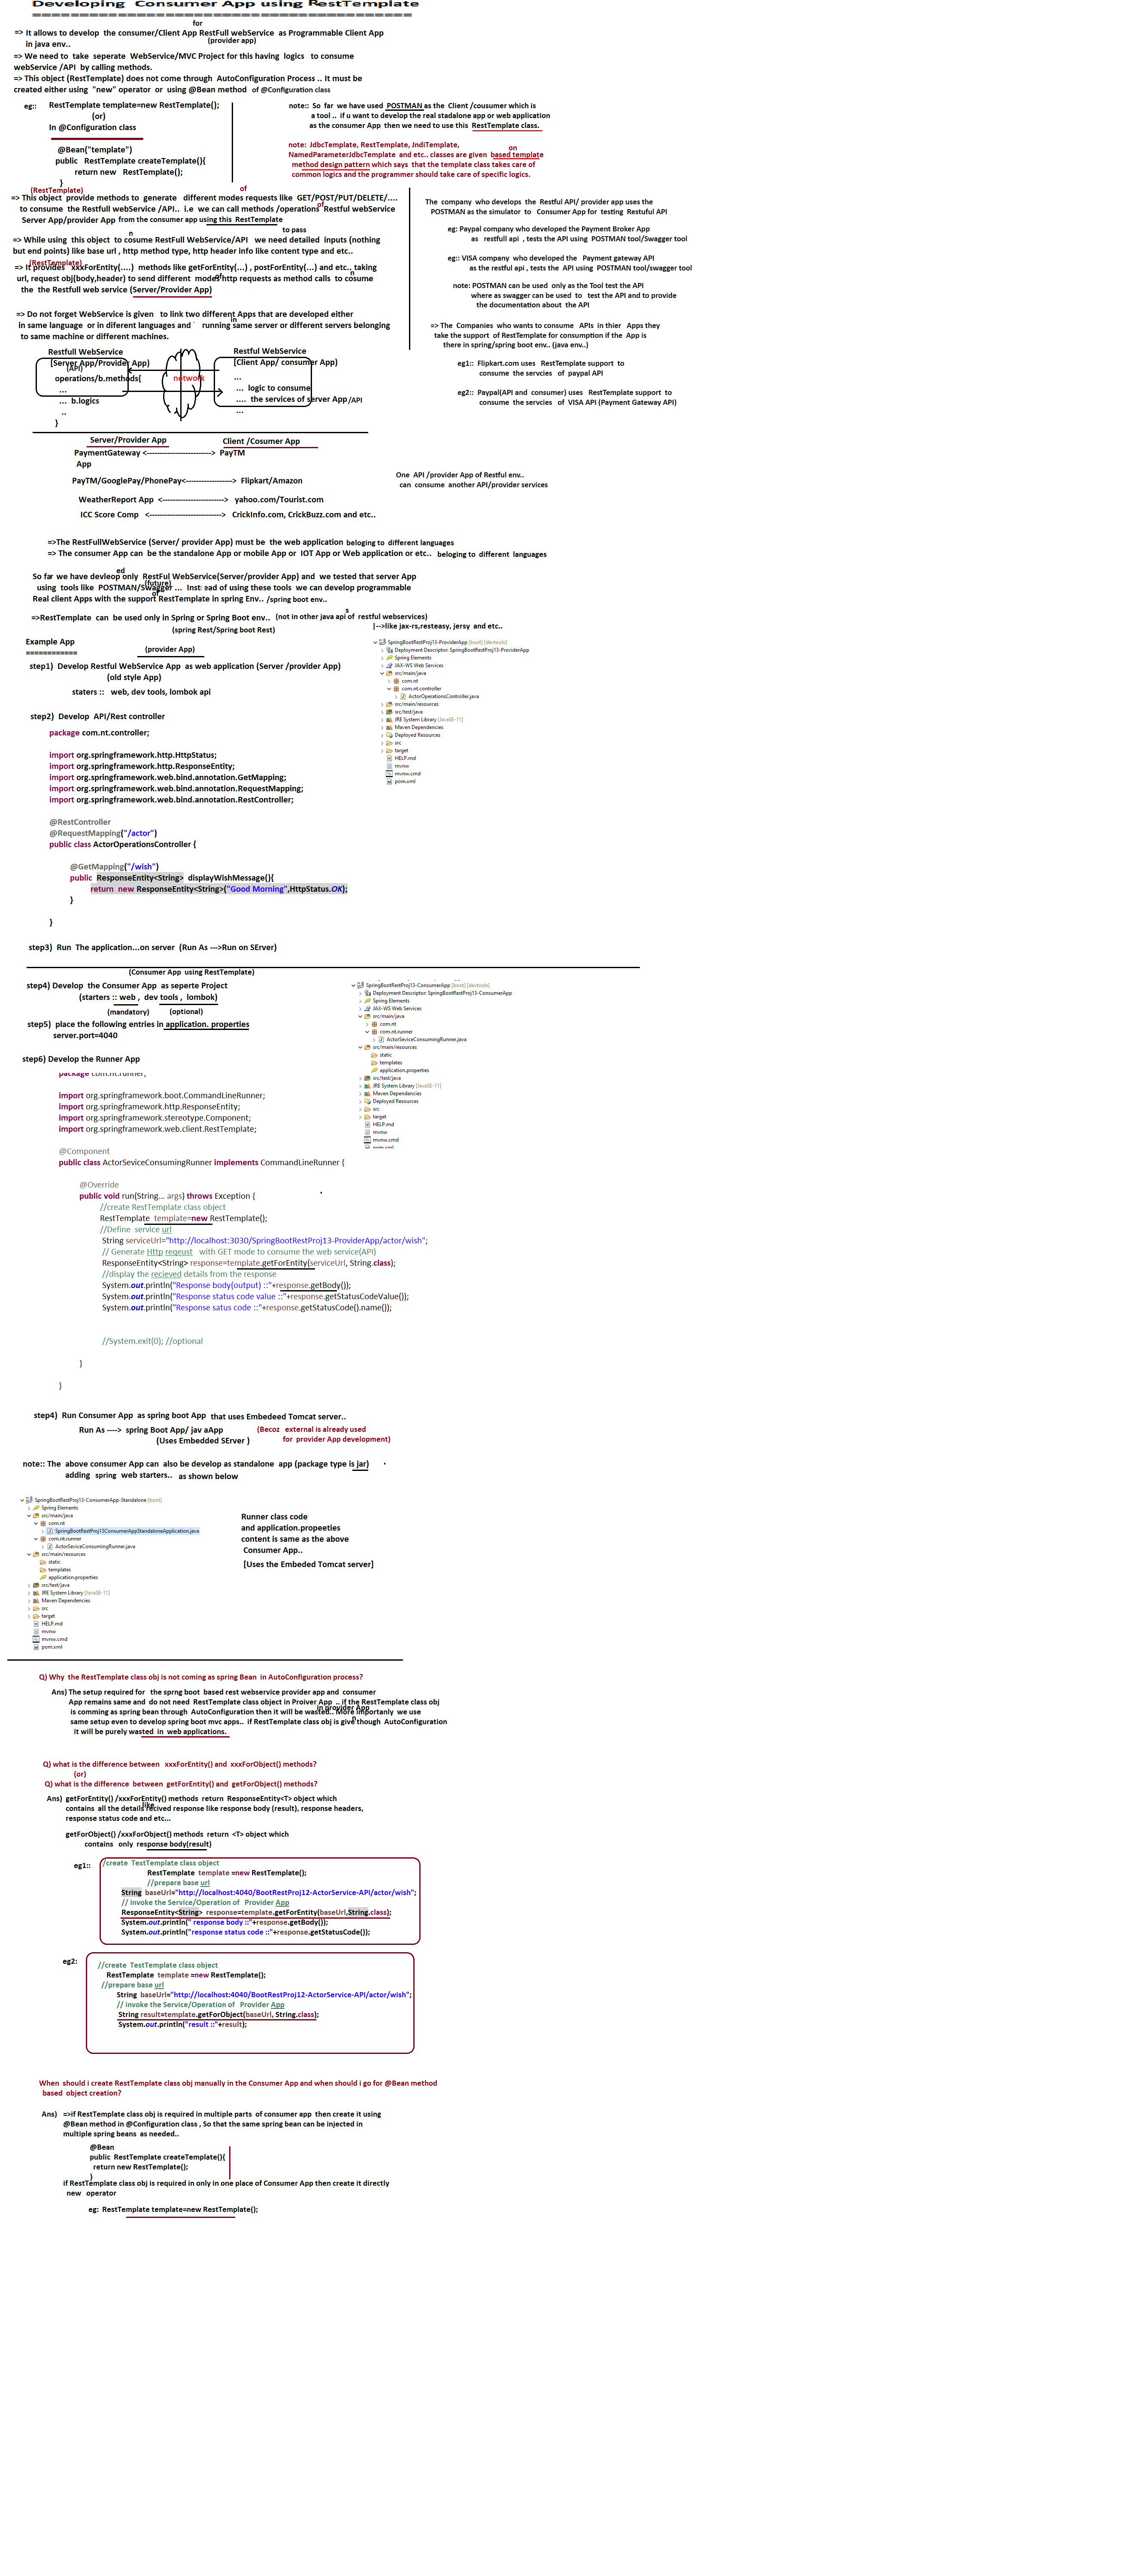 Developing Consumer App using RestTemplate
==========================================
for
=> It allows to develop the consumer/Client App RestFull webService as Programmable Client App
(provider app)
in java env..
=> We need to take seperate WebService/MVC Project for this having logics to consume
webService /API by calling methods.
=> This object (RestTemplate) does not come through AutoConfiguration Process .. It must be
created either using "new" operator or using @Bean method of @Configuration class
eg:: RestTemplate template=new RestTemplate();
(or)
In @Configuration class
@Bean("template")
public RestTemplate createTemplate(){
return new RestTemplate();
}
note:: So far we have used POSTMAN as the Client /cousumer which is
a tool .. if u want to develop the real stadalone app or web application
as the consumer App then we need to use this RestTemplate class.
note: JdbcTemplate, RestTemplate, JndiTemplate,
on
NamedParameterJdbcTemplate and etc.. classes are given based template
method design pattern which says that the template class takes care of
common logics and the programmer should take care of specific logics.
(RestTemplate)
of
=> This object provide methods to generate different modes requests like GET/POST/PUT/DELETE/....
to consume the Restfull webService /API.. i.e we can call methods /operations Restful webService
of
Server App/provider App from the consumer app using this RestTemplate
n
to pass
=> While using this object to cosume RestFull WebService/API we need detailed inputs (nothing
but end points) like base url , http method type, http header info like content type and etc..
(RestTemplate)
=> It provides xxxForEntity(....) methods like getForEntity(...) , postForEntity(...) and etc.. taking
url, request obj(body,header) to send different modes http requests as method calls to cosume
of
n
the the Restfull web service (Server/Provider App)
=> Do not forget WebService is given to link two different Apps that are developed either
in same language or in diferent languages and running same server or different servers belonging
in
to same machine or different machines.
The company who develops the Restful API/ provider app uses the
POSTMAN as the simulator to Consumer App for testing Restuful API
eg: Paypal company who developed the Payment Broker App
as restful api , tests the API using POSTMAN tool/Swagger tool
eg:: VISA company who developed the Payment gateway API
as the restful api , tests the API using POSTMAN tool/swagger tool
note: POSTMAN can be used only as the Tool test the API
where as swagger can be used to test the API and to provide
the documentation about the API
=> The Companies who wants to consume APIs in thier Apps they
take the support of RestTemplate for consumption if the App is
there in spring/spring boot env.. (java env..)
eg1:: Flipkart.com uses RestTemplate support to
consume the servcies of paypal API
eg2:: Paypal(API and consumer) uses RestTemplate support to
consume the servcies of VISA API (Payment Gateway API)
Restfull WebService
[Server App/Provider App)
(API)
operations/b.methods{
...
... b.logics
..
}
network
Restful WebService
[Client App/ consumer App)
...
... logic to consume
.... the services of server App/API
...
Server/Provider App Client /Cosumer App
PaymentGateway <-------------------------> PayTM
App
PayTM/GooglePay/PhonePay<-------------------> Flipkart/Amazon
WeatherReport App <------------------------> yahoo.com/Tourist.com
ICC Score Comp <----------------------------> CrickInfo.com, CrickBuzz.com and etc..
One API /provider App of Restful env..
can consume another API/provider services
=>The RestFullWebService (Server/ provider App) must be the web application beloging to different languages
=> The consumer App can be the standalone App or mobile App or IOT App or Web application or etc.. beloging to different languages
ed
So far we have devleop only RestFul WebService(Server/provider App) and we tested that server App
(future)
using tools like POSTMAN/Swagger ... Instead of using these tools we can develop programmable
of
Real client Apps with the support RestTemplate in spring Env.. /spring boot env..
s
=>RestTemplate can be used only in Spring or Spring Boot env.. (not in other java api of restful webservices)
(spring Rest/Spring boot Rest)
|-->like jax-rs,resteasy, jersy and etc..
Example App
============
(provider App)
step1) Develop Restful WebService App as web application (Server /provider App)
(old style App)
staters :: web, dev tools, lombok api
step2) Develop API/Rest controller
package com.nt.controller;
import org.springframework.http.HttpStatus;
import org.springframework.http.ResponseEntity;
import org.springframework.web.bind.annotation.GetMapping;
import org.springframework.web.bind.annotation.RequestMapping;
import org.springframework.web.bind.annotation.RestController;
@RestController
@RequestMapping("/actor")
public class ActorOperationsController {
@GetMapping("/wish")
public ResponseEntity<String> displayWishMessage(){
return new ResponseEntity<String>("Good Morning",HttpStatus.OK);
}
}
SpringBootRestProj13-ProviderApp [boot] [devtools]
Deployment Descriptor: SpringBootRestProj13-ProviderApp
Spring Elements
JAX-WS Web Services
src/main/java
com.nt
com.nt.controller
ActorOperationsController.java
src/main/resources
src/test/java
JRE System Library [JavaSE-11]
Maven Dependencies
Deployed Resources
src
target
HELP.md
mvnw
mvnw.cmd
pom.xml
step3) Run The application...on server (Run As --->Run on SErver)
(Consumer App using RestTemplate)
step4) Develop the Consumer App as seperte Project
(starters :: web , dev tools , lombok)
(mandatory) (optional)
step5) place the following entries in application. properties
server.port=4040
SpringBootRestProj13-ConsumerApp [boot] [devtools]
Deployment Descriptor: SpringBootRestProj13-ConsumerApp
Spring Elements
JAX-WS Web Services
src/main/java
com.nt
com.nt.runner
ActorSeviceConsumingRunner.java
src/main/resources
static
templates
application.properties
src/test/java
JRE System Library [JavaSE-11]
Maven Dependencies
Deployed Resources
src
target
HELP.md
mvnw
mvnw.cmd
pom.xml
step6) Develop the Runner App
package com.nt.runner;
import org.springframework.boot.CommandLineRunner;
import org.springframework.http.ResponseEntity;
import org.springframework.stereotype.Component;
import org.springframework.web.client.RestTemplate;
@Component
public class ActorSeviceConsumingRunner implements CommandLineRunner {
@Override
public void run(String... args) throws Exception {
//create RestTemplate class object
RestTemplate template=new RestTemplate();
//Define service url
String serviceUrl="http://localhost:3030/SpringBootRestProj13-ProviderApp/actor/wish";
// Generate Http reqeust with GET mode to consume the web service(API)
ResponseEntity<String> response=template.getForEntity(serviceUrl, String.class);
//display the recieved details from the response
System.out.println("Response body(output) ::"+response.getBody());
System.out.println("Response status code value ::"+response.getStatusCodeValue());
System.out.println("Response satus code ::"+response.getStatusCode().name());
//System.exit(0); //optional
}
}
step4) Run Consumer App as spring boot App that uses Embedeed Tomcat server..
Run As ----> spring Boot App/ jav aApp
(Uses Embedded SErver )
(Becoz external is already used
for provider App development)
note:: The above consumer App can also be develop as standalone app (package type is jar)
adding spring web starters.. as shown below
SpringBootRestProj13-ConsumerApp-Standalone [boot]
Spring Elements
src/main/java
com.nt
SpringBootRestProj13ConsumerAppStandaloneApplication.java
com.nt.runner
ActorSeviceConsumingRunner.java
src/main/resources
static
templates
application.properties
src/test/java
JRE System Library [JavaSE-11]
Maven Dependencies
src
target
HELP.md
mvnw
mvnw.cmd
pom.xml
Runner class code
and application.propeeties
content is same as the above
Consumer App..
[Uses the Embeded Tomcat server]
Q) Why the RestTemplate class obj is not coming as spring Bean in AutoConfiguration process?
Ans) The setup required for the sprng boot based rest webservice provider app and consumer
App remains same and do not need RestTemplate class object in Proiver App .. if the RestTemplate class obj
in provider App
is comming as spring bean through AutoConfiguration then it will be wasted.. More importanly we use
n
same setup even to develop spring boot mvc apps.. if RestTemplate class obj is give though AutoConfiguration
it will be purely wasted in web applications.
Q) what is the difference between xxxForEntity() and xxxForObject() methods?
(or)
Q) what is the difference between getForEntity() and getForObject() methods?
Ans) getForEntity() /xxxForEntity() methods return ResponseEntity<T> object which
like
contains all the details recived response like response body (result), response headers,
response status code and etc...
getForObject() /xxxForObject() methods return <T> object which
contains only response body(result)
eg1::
/create TestTemplate class object
RestTemplate template =new RestTemplate();
//prepare base url
String baseUrl="http://localhost:4040/BootRestProj12-ActorService-API/actor/wish";
// invoke the Service/Operation of Provider App
ResponseEntity<String> response=template.getForEntity(baseUrl,String.class);
System.out.println(" response body ::"+response.getBody());
System.out.println("response status code ::"+response.getStatusCode());
eg2:
//create TestTemplate class object
RestTemplate template =new RestTemplate();
//prepare base url
String baseUrl="http://localhost:4040/BootRestProj12-ActorService-API/actor/wish";
// invoke the Service/Operation of Provider App
String result=template.getForObject(baseUrl, String.class);
System.out.println("result ::"+result);
When should i create RestTemplate class obj manually in the Consumer App and when should i go for @Bean method
based object creation?
Ans) =>if RestTemplate class obj is required in multiple parts of consumer app then create it using
@Bean method in @Configuration class , So that the same spring bean can be injected in
multiple spring beans as needed..
@Bean
public RestTemplate createTemplate(){
return new RestTemplate();
}
if RestTemplate class obj is required in only in one place of Consumer App then create it directly
new operator
eg: RestTemplate template=new RestTemplate();